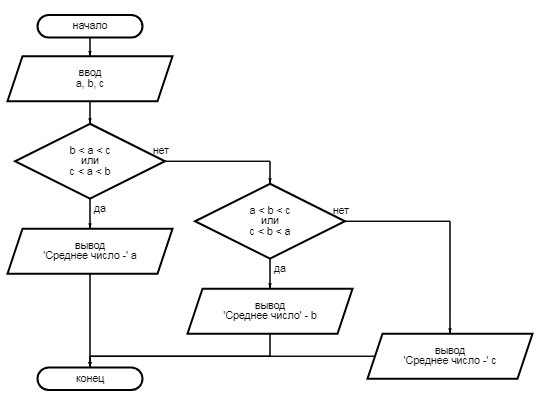 начало
ввод
a, b, c
b < a < c
или
c < a < b
нет
да
a < b < c
или
c < b < a
нет
да
вывод
'Среднее число -' a
вывод
'Среднее число' - b
вывод
'Среднее число -' c
конец